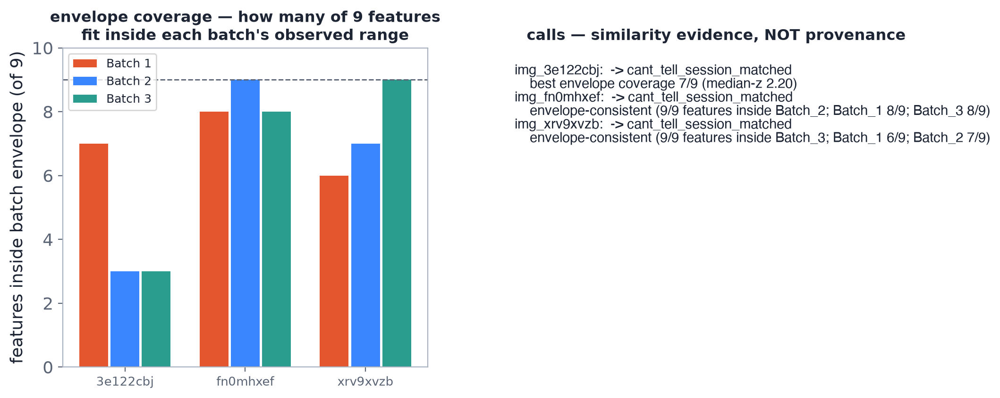 envelope coverage — how many of 9 features
fit inside each batch's observed range
features inside batch envelope (of 9)
10
8
6
4
2
0
Batch 1
Batch 2
Batch 3
3e122cbj
fn0mhxef
xrv9xvzb
calls — similarity evidence, NOT provenance
img_3e122cbj:  -> cant_tell_session_matched
best envelope coverage 7/9 (median-z 2.20)
img_fn0mhxef:  -> cant_tell_session_matched
envelope-consistent (9/9 features inside Batch_2; Batch_1 8/9; Batch_3 8/9)
img_xrv9xvzb:  -> cant_tell_session_matched
envelope-consistent (9/9 features inside Batch_3; Batch_1 6/9; Batch_2 7/9)